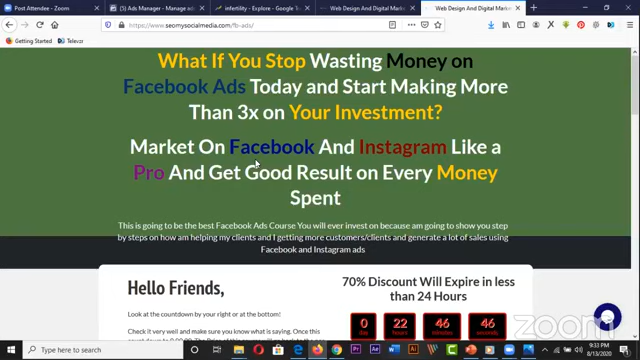 Post Attendee - Zoom
Ads Manager - Manage ads
infertility - Explore - Google T
Web Design And Digital Market
Web Design And Digital Mark
https://www.seomysocialmedia.com/fb-ads/
Getting Started
Televzr
What If You Stop Wasting Money on
Facebook Ads Today and Start Making More
Than 3x on Your Investment?
Market On Facebook And Instagram Like a
Pro And Get Good Result on Every Money
Spent
This is going to be the best Facebook Ads Course You will ever invest on because am going to show you step
by steps on how am helping my clients and I getting more customers/clients and generate a lot of sales using
Facebook and Instagram ads
Hello Friends,
Look at the countdown by your right or at the bottom!
Check it very well and make sure you know what is saying. Once this
70% Discount Will Expire in less
than 24 Hours
0 day
22 hours
46 minutes
46 seconds
zoom
Type here to search
9:33 PM
8/13/2020